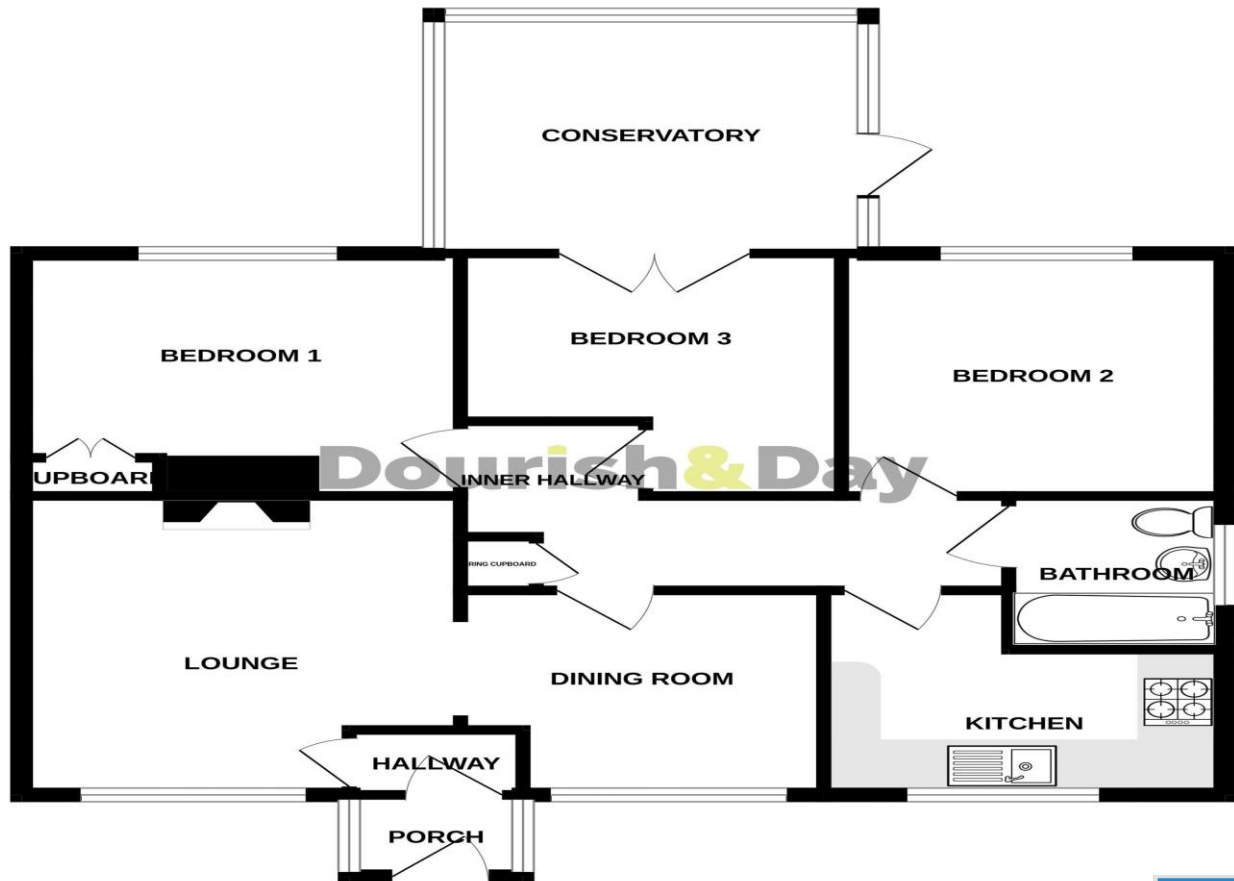 CONSERVATORY
BEDROOM 1
BEDROOM 3
BEDROOM 2
UPBOAR
Dourish&Day
INNER HALLWAY
RING CUPBOARD
BATHROOM
LOUNGE
DINING ROOM
KITCHEN
HALLWAY
PORCH